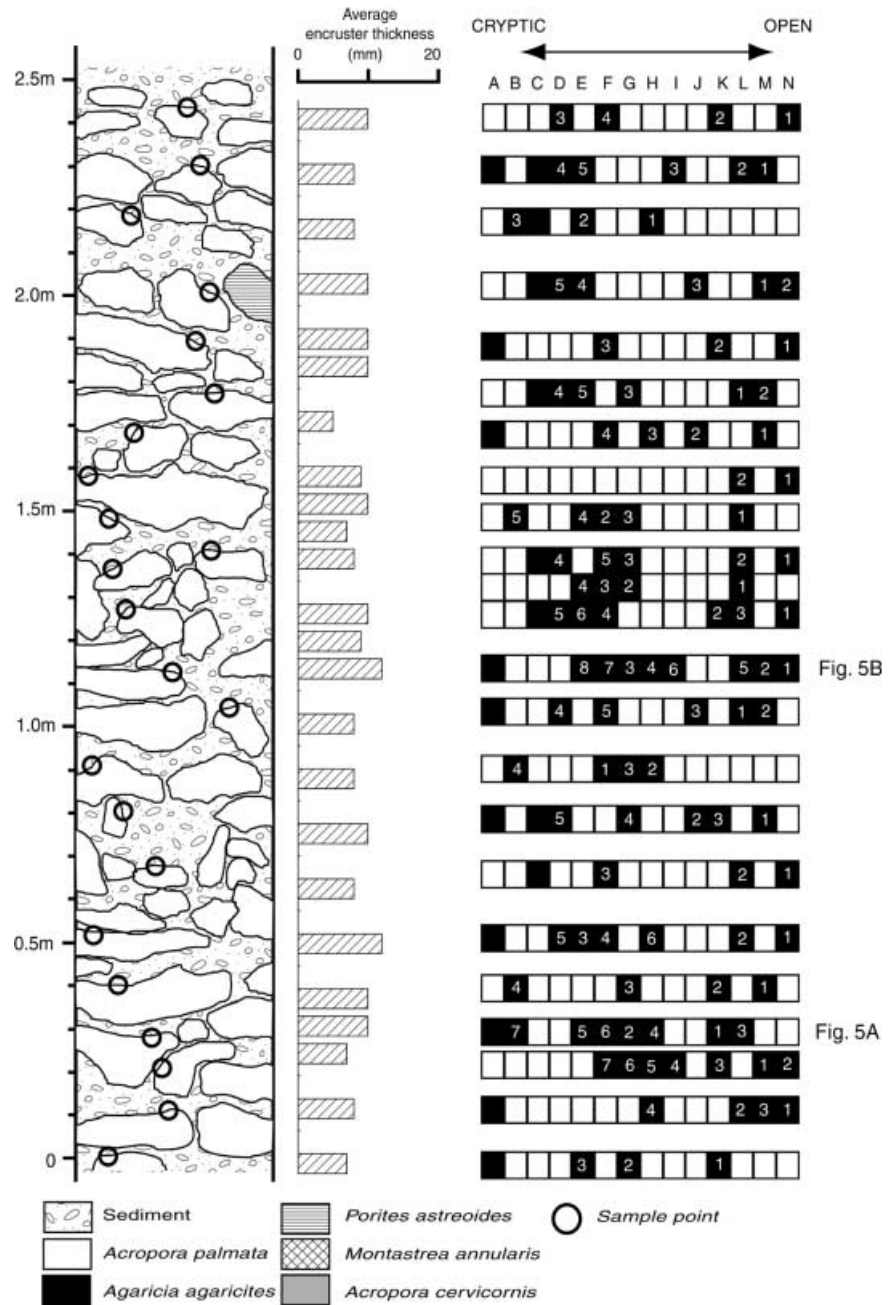 Average
encruster thickness
0 (mm) 20
CRYPTIC OPEN
A B C D E F G H I J K L M N
2.5m
3 4 2 1
4 5 3 2 1
3 2 1
2.0m
5 4 3 1 2
3 2 1
4 5 3 1 2
4 3 2 1
2 1
1.5m
5 4 2 3 1
4 5 3 2 1
4 3 2 1
5 6 4 2 3 1
8 7 3 4 6 5 2 1 Fig. 5B
4 5 3 1 2
1.0m
4 1 3 2
5 4 2 3 1
3 2 1
0.5m
5 3 4 6 2 1
4 3 2 1
7 5 6 2 4 1 3 Fig. 5A
7 6 5 4 3 1 2
4 2 3 1
0
3 2 1
Sediment Porites astreoides Sample point
Acropora palmata Montastrea annularis
Agaricia agaricites Acropora cervicornis